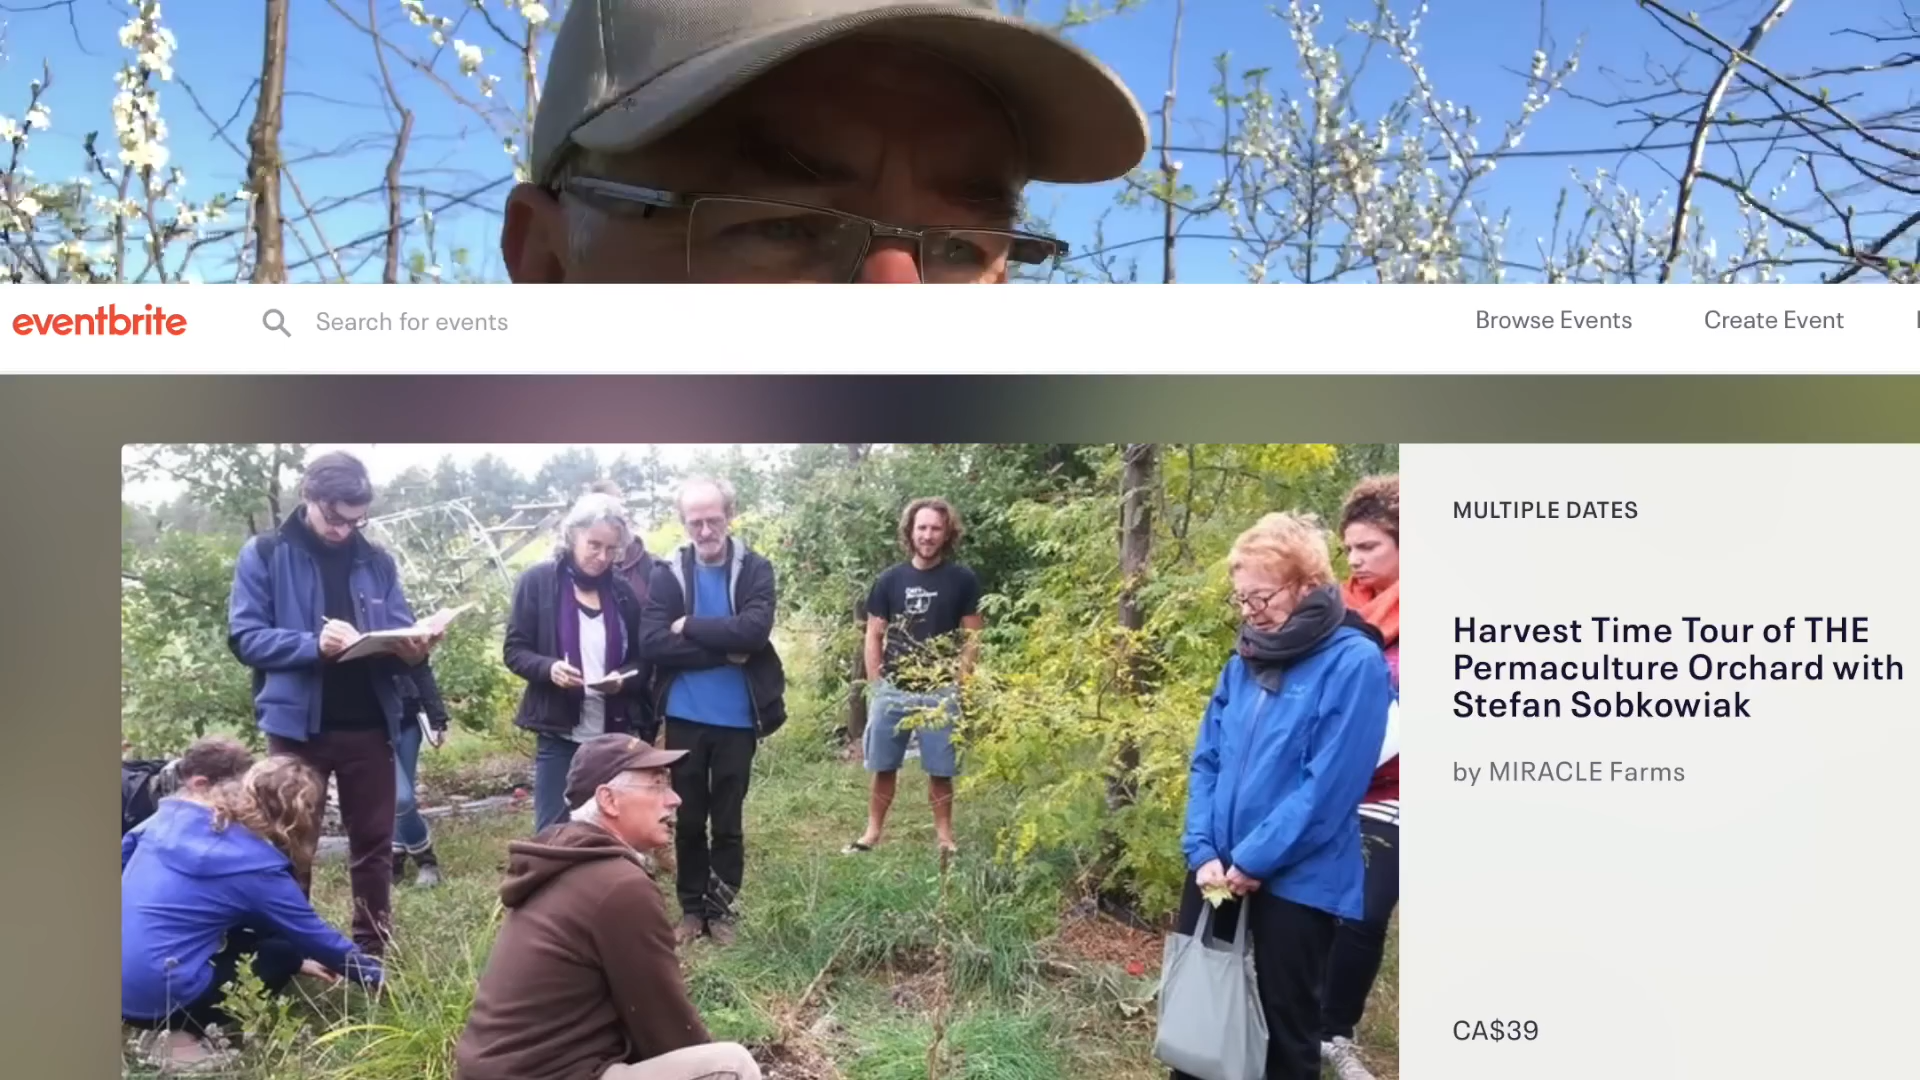 eventbrite
Search for events
Browse Events
Create Event
MULTIPLE DATES
Harvest Time Tour of THE
Permaculture Orchard with
Stefan Sobkowiak
by MIRACLE Farms
CA$39